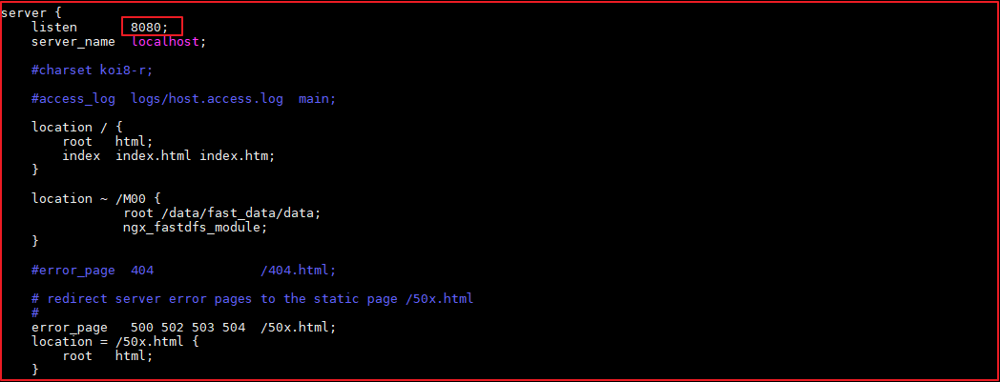 server {
    listen       8080;
    server_name  localhost;

    #charset koi8-r;

    #access_log  logs/host.access.log  main;

    location / {
        root   html;
        index  index.html index.htm;
    }

    location ~ /M00 {
                root /data/fast_data/data;
                ngx_fastdfs_module;
    }

    #error_page  404              /404.html;

    # redirect server error pages to the static page /50x.html
    #
    error_page   500 502 503 504  /50x.html;
    location = /50x.html {
        root   html;
    }